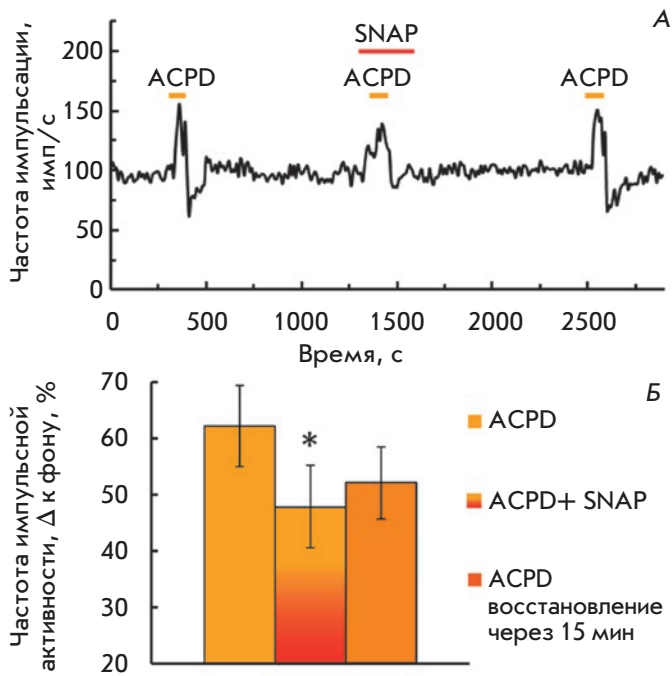 А
Частота импульсации,
имп/с
200
150
100
50
0
SNAP
ACPD
ACPD
ACPD
0
500
1000
1500
2000
2500
Время, с
Б
Частота импульсной
активности, Δ к фону, %
70
60
50
40
30
20
*
ACPD
ACPD+ SNAP
ACPD
восстановление
через 15 мин